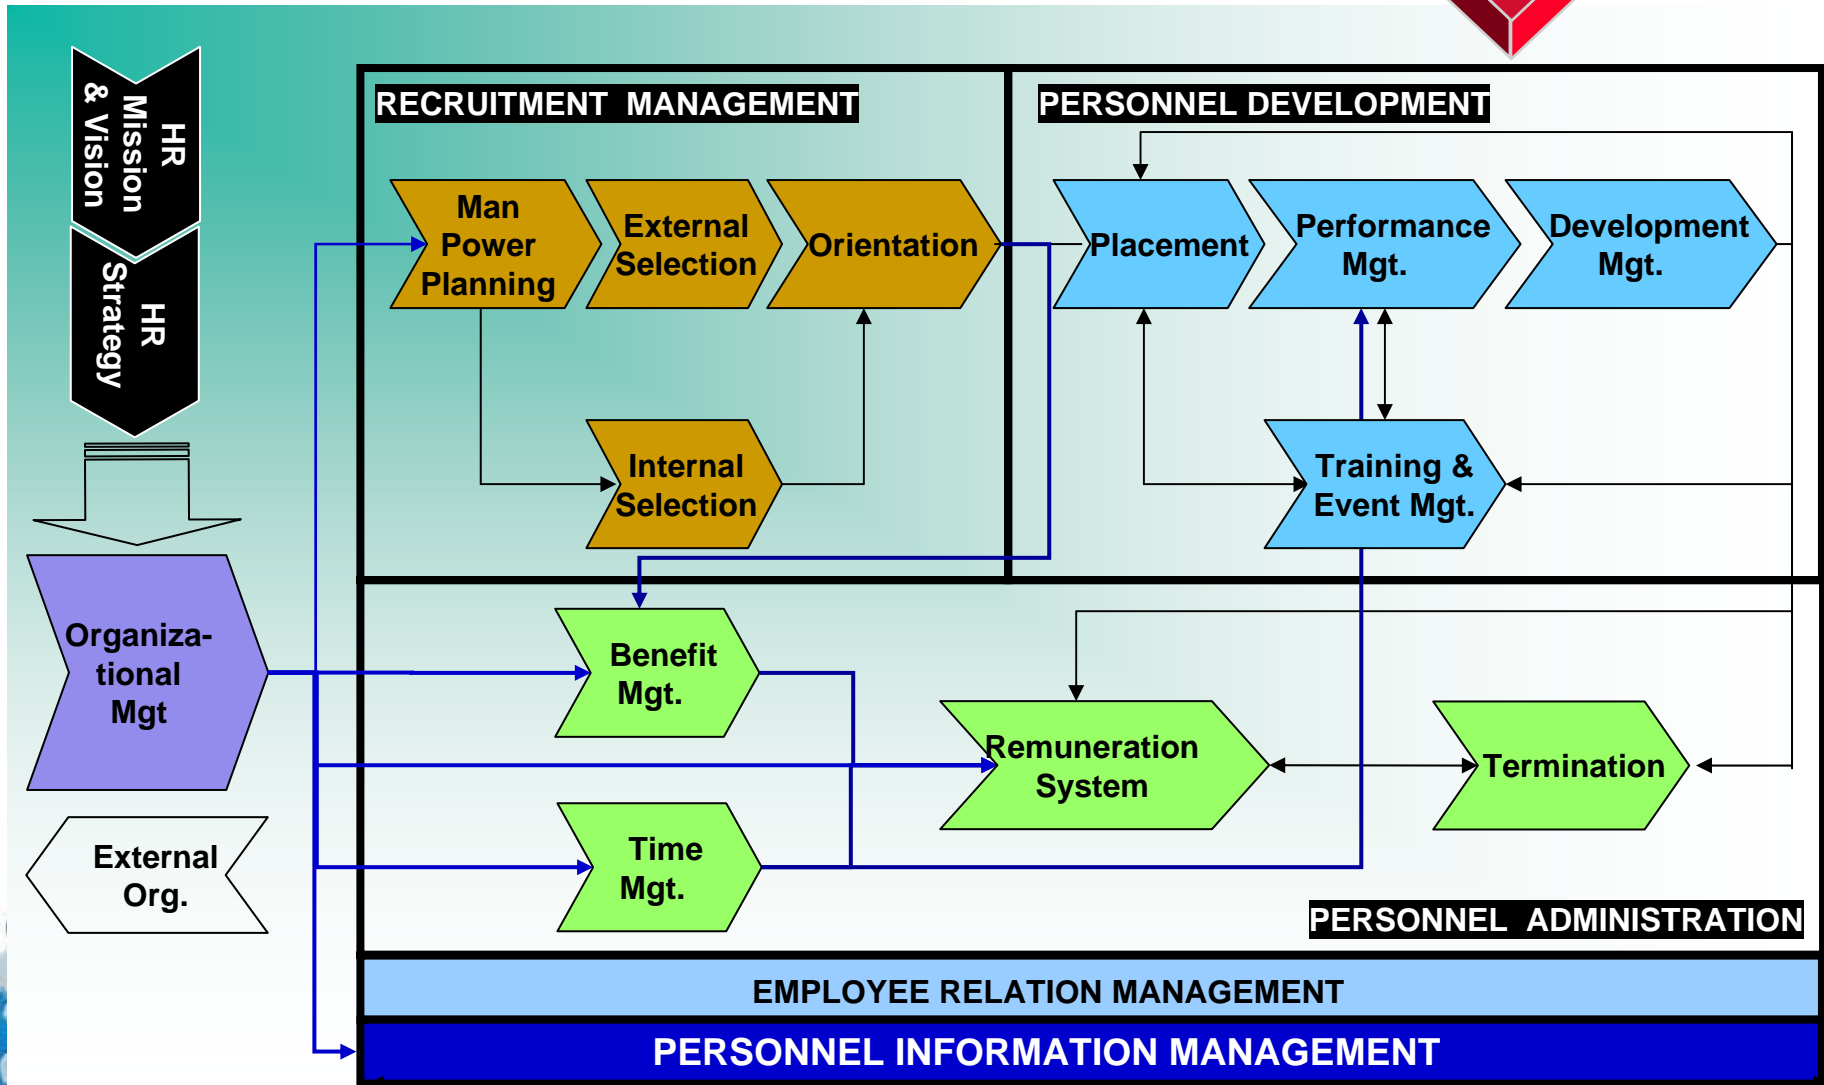 HR
Mission
& Vision
HR
Strategy
RECRUITMENT MANAGEMENT
PERSONNEL DEVELOPMENT
Man
Power
Planning
External
Selection
Orientation
Placement
Performance
Mgt.
Development
Mgt.
Internal
Selection
Training &
Event Mgt.
Organiza-
tional
Mgt
Benefit
Mgt.
Remuneration
System
Termination
External
Org.
Time
Mgt.
PERSONNEL ADMINISTRATION
EMPLOYEE RELATION MANAGEMENT
PERSONNEL INFORMATION MANAGEMENT